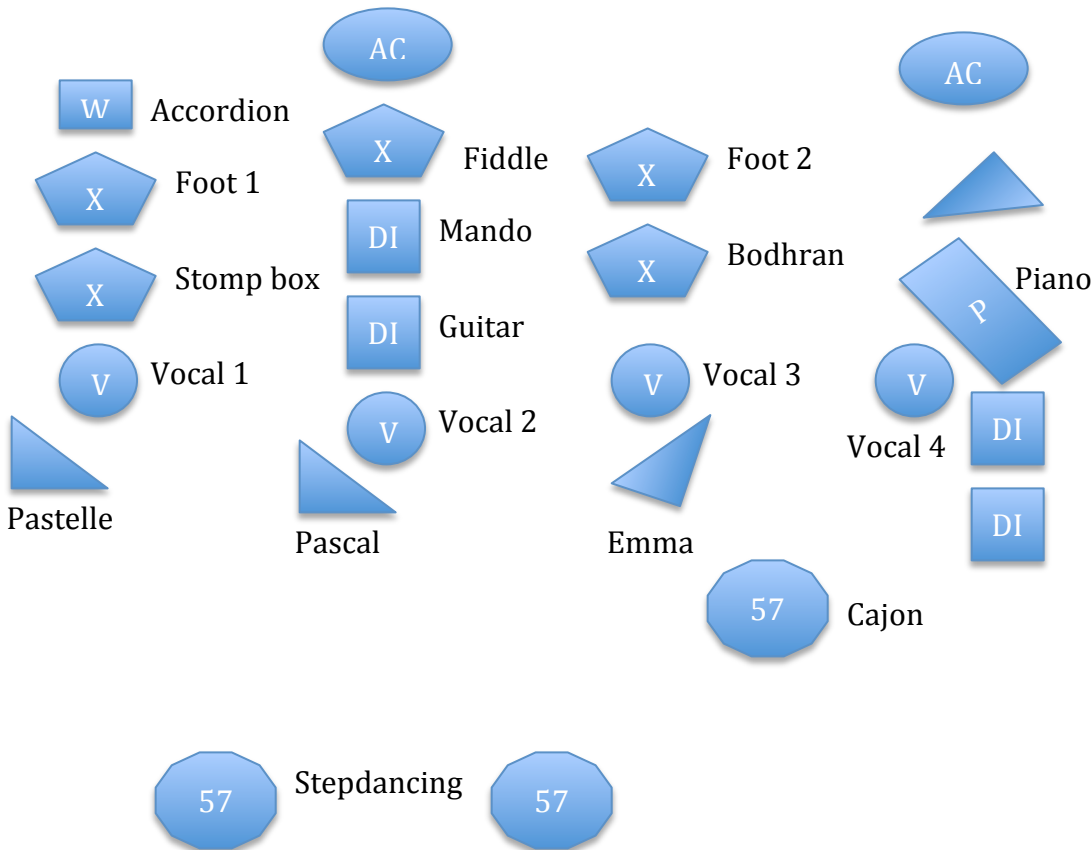 AC
AC
W Accordion
X Fiddle
X Foot 1
X Foot 2
DI Mando
X Stomp box
X Bodhran
P Piano
DI Guitar
V Vocal 1
V Vocal 3
V
V Vocal 2
Vocal 4
DI
Pastelle
Pascal
Emma
DI
57 Cajon
57 Stepdancing 57